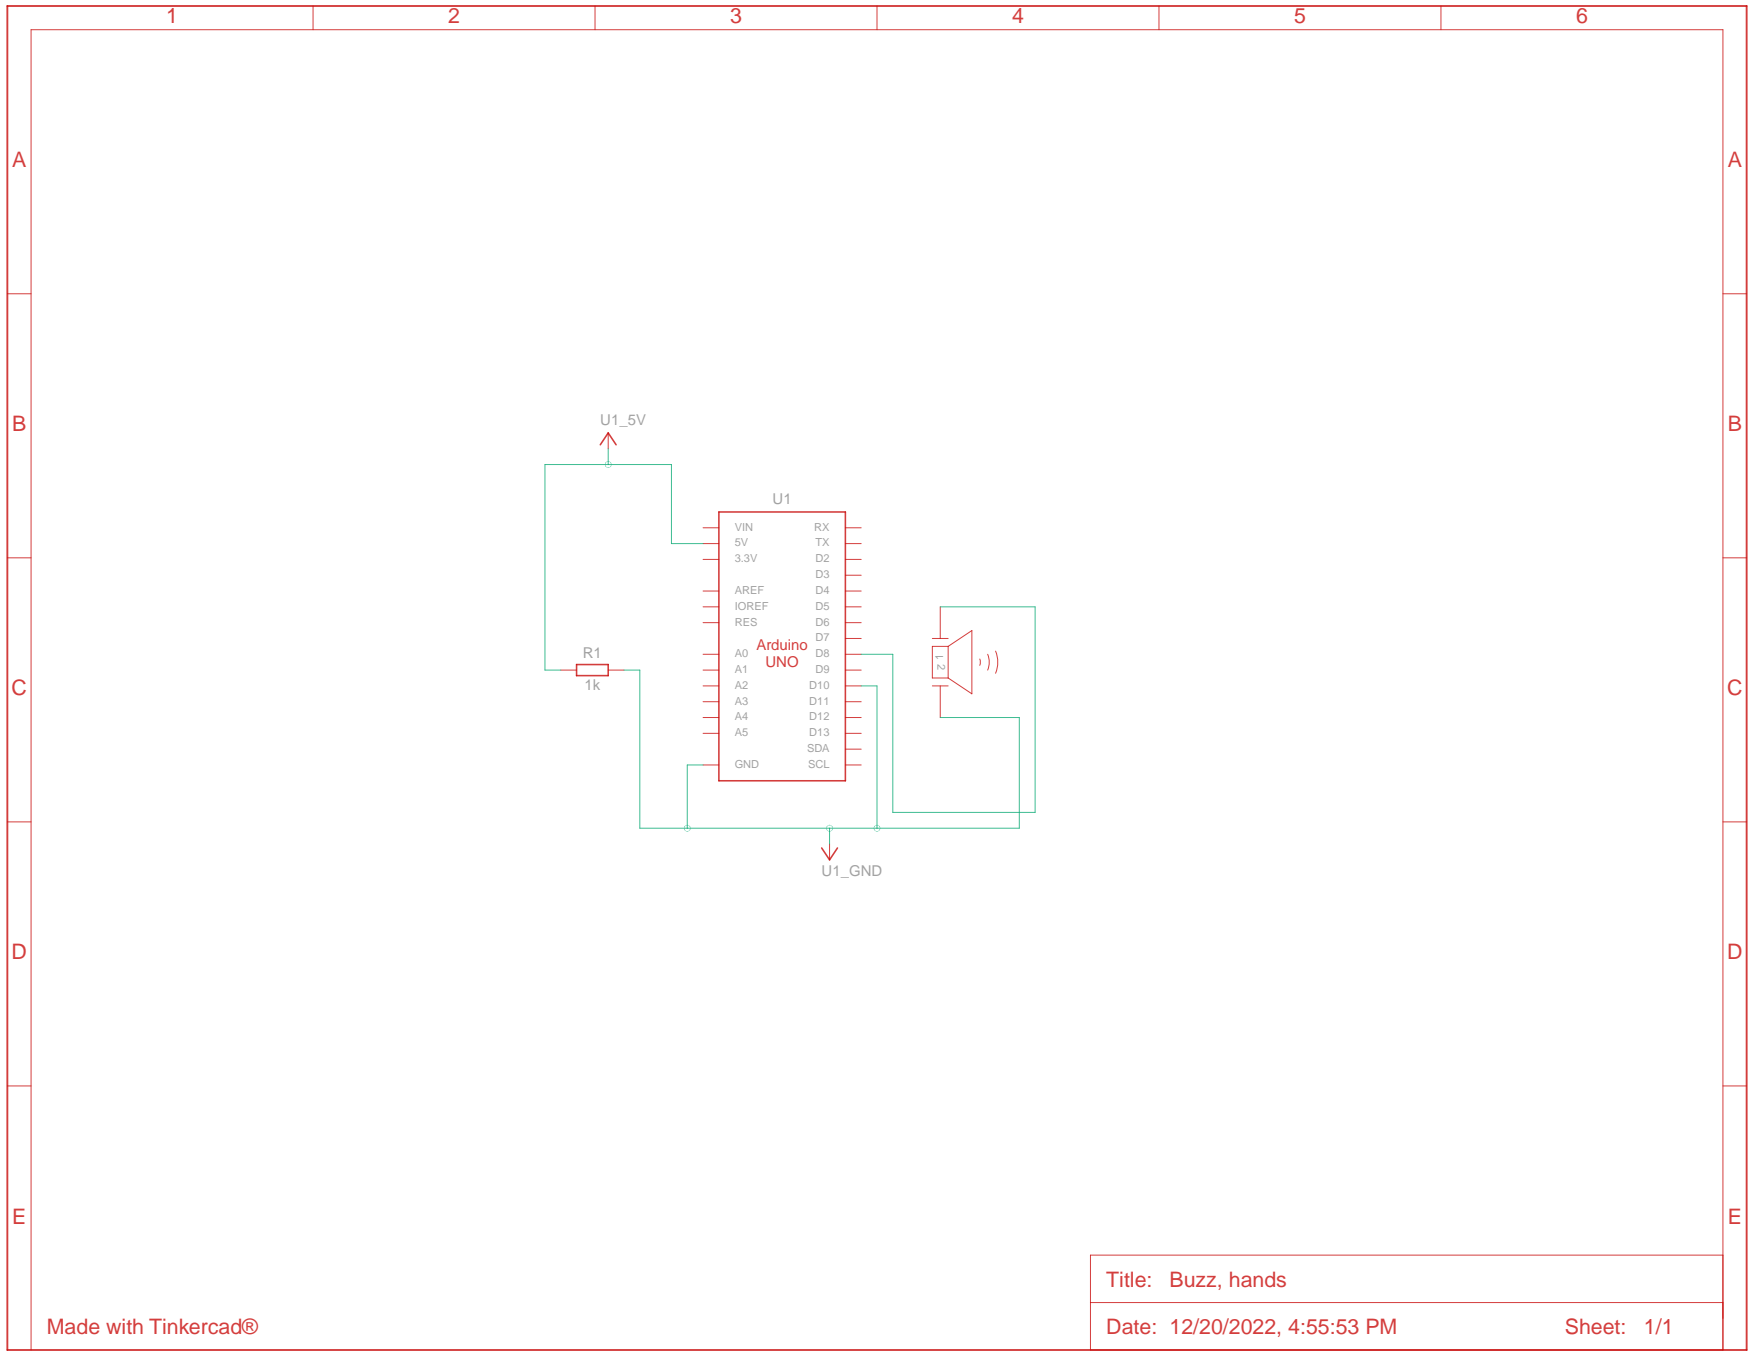 1 2 3 4 5 6
A A
B B
U1_5V
U1
VIN RX
5V TX
3.3V D2
D3
AREF D4
IOREF D5
RES D6
D7
Arduino
UNO
A0 D8
A1 D9
A2 D10
A3 D11
A4 D12
A5 D13
SDA
GND SCL
R1
1k
1 2
C C
U1_GND
D D
E E
Title: Buzz, hands
Made with Tinkercad®
Date: 12/20/2022, 4:55:53 PM Sheet: 1/1